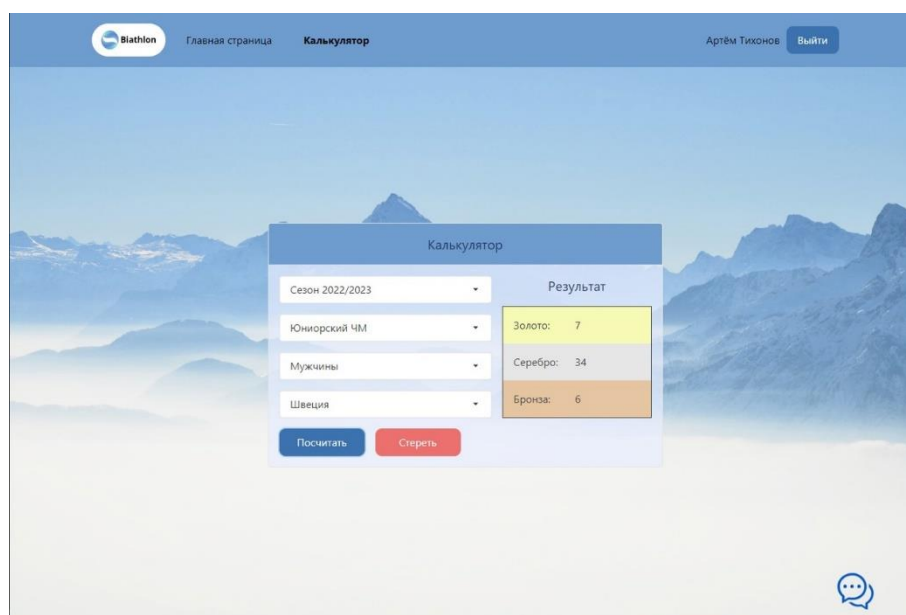 Biathlon Главная страница Калькулятор Артём Тихонов Выйти
Калькулятор
Сезон 2022/2023
Юниорский ЧМ
Мужчины
Швеция
Посчитать Стереть
Результат
Золото: 7
Серебро: 34
Бронза: 6